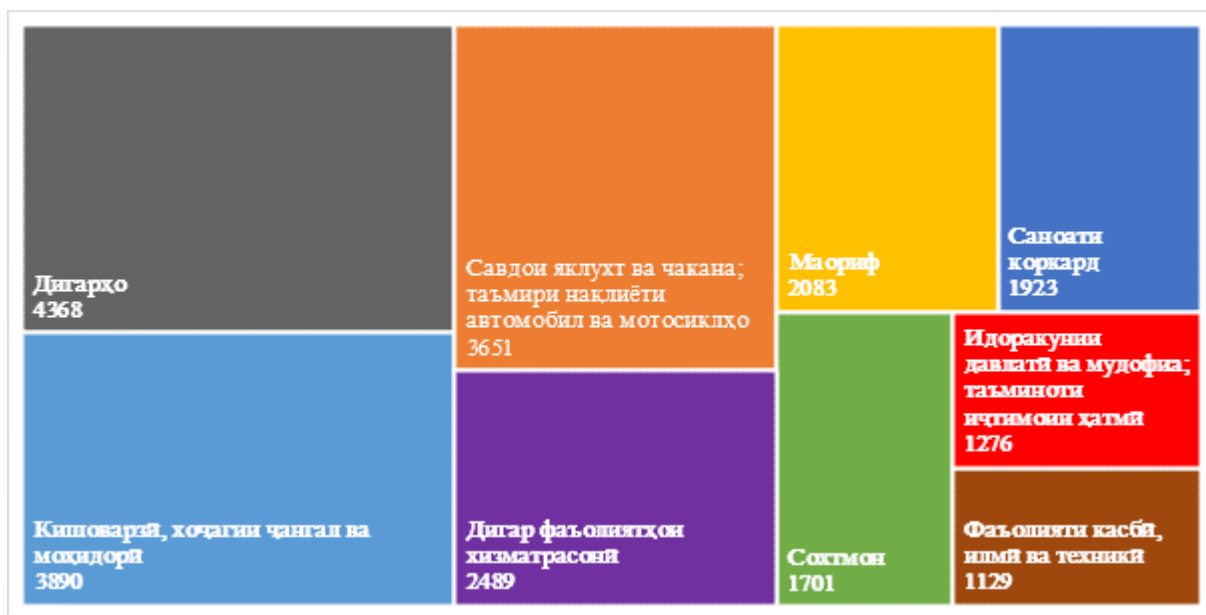 Дигарҳо
4368
Кишоварзӣ, хоҷагии ҷангал ва
моҳидорӣ
3890
Савдои яклухт ва чакана;
таъмири нақлиёти
автомобил ва мотосиклҳо
3651
Дигар фаъолиятҳои
хизматрасонӣ
2489
Маориф
2083
Саноати
коркард
1923
Сохтмон
1701
Идоракунии
давлатӣ ва мудофиа;
таъминоти
иҷтимоии ҳатмӣ
1276
Фаъолияти касбӣ,
илмӣ ва техникӣ
1129